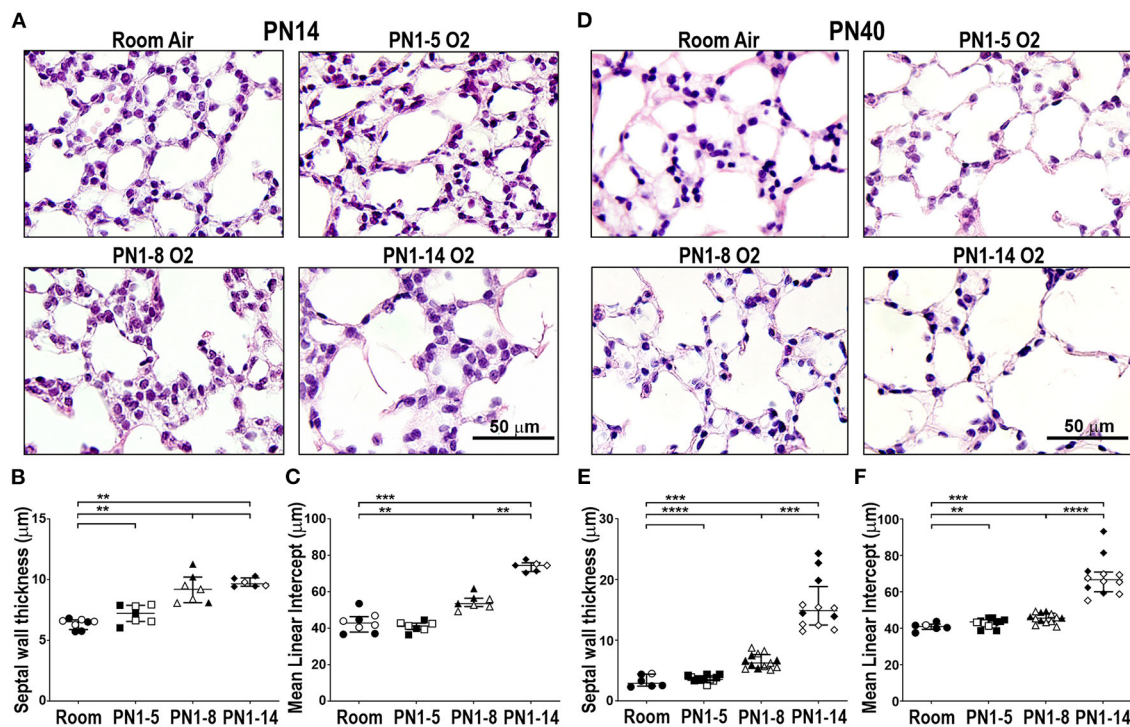 A
PN14
Room Air
PN1-5 O2
PN1-8 O2
PN1-14 O2
50 μm
D
PN40
Room Air
PN1-5 O2
PN1-8 O2
PN1-14 O2
50 μm
B
Septal wall thickness (μm)
15
10
5
0
**
**
Room PN1-5 PN1-8 PN1-14
C
Mean Linear Intercept (μm)
100
80
60
40
20
0
***
** **
Room PN1-5 PN1-8 PN1-14
E
Septal wall thickness (μm)
30
20
10
0
***
**** ***
Room PN1-5 PN1-8 PN1-14
F
Mean Linear Intercept (μm)
100
80
60
40
20
0
***
** ****
Room PN1-5 PN1-8 PN1-14